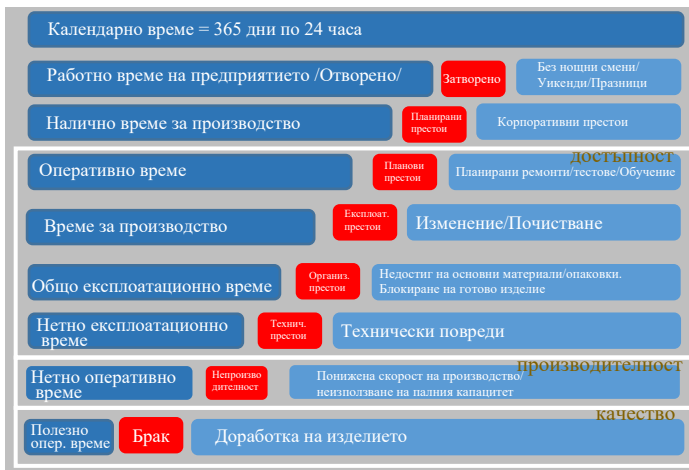 Календарно време = 365 дни по 24 часа
Работно време на предприятието /Отворено/
Затворено
Без нощни смени/
Уикенди/Празници
Налично време за производство
Планирани
престои
Корпоративни престои
достъпност
Оперативно време
Планови
престои
Планирани ремонти/тестове/Обучение
Време за производство
Експлоат.
престои
Изменение/Почистване
Общо експлоатационно време
Организ.
престои
Недостиг на основни материали/опаковки.
Блокиране на готово изделие
Нетно експлоатационно
време
Технич.
престои
Технически повреди
производителност
Нетно оперативно
време
Непроизво
дителност
Понижена скорост на производство/
неизползване на палния капацитет
качество
Полезно
опер. време
Брак
Доработка на изделието